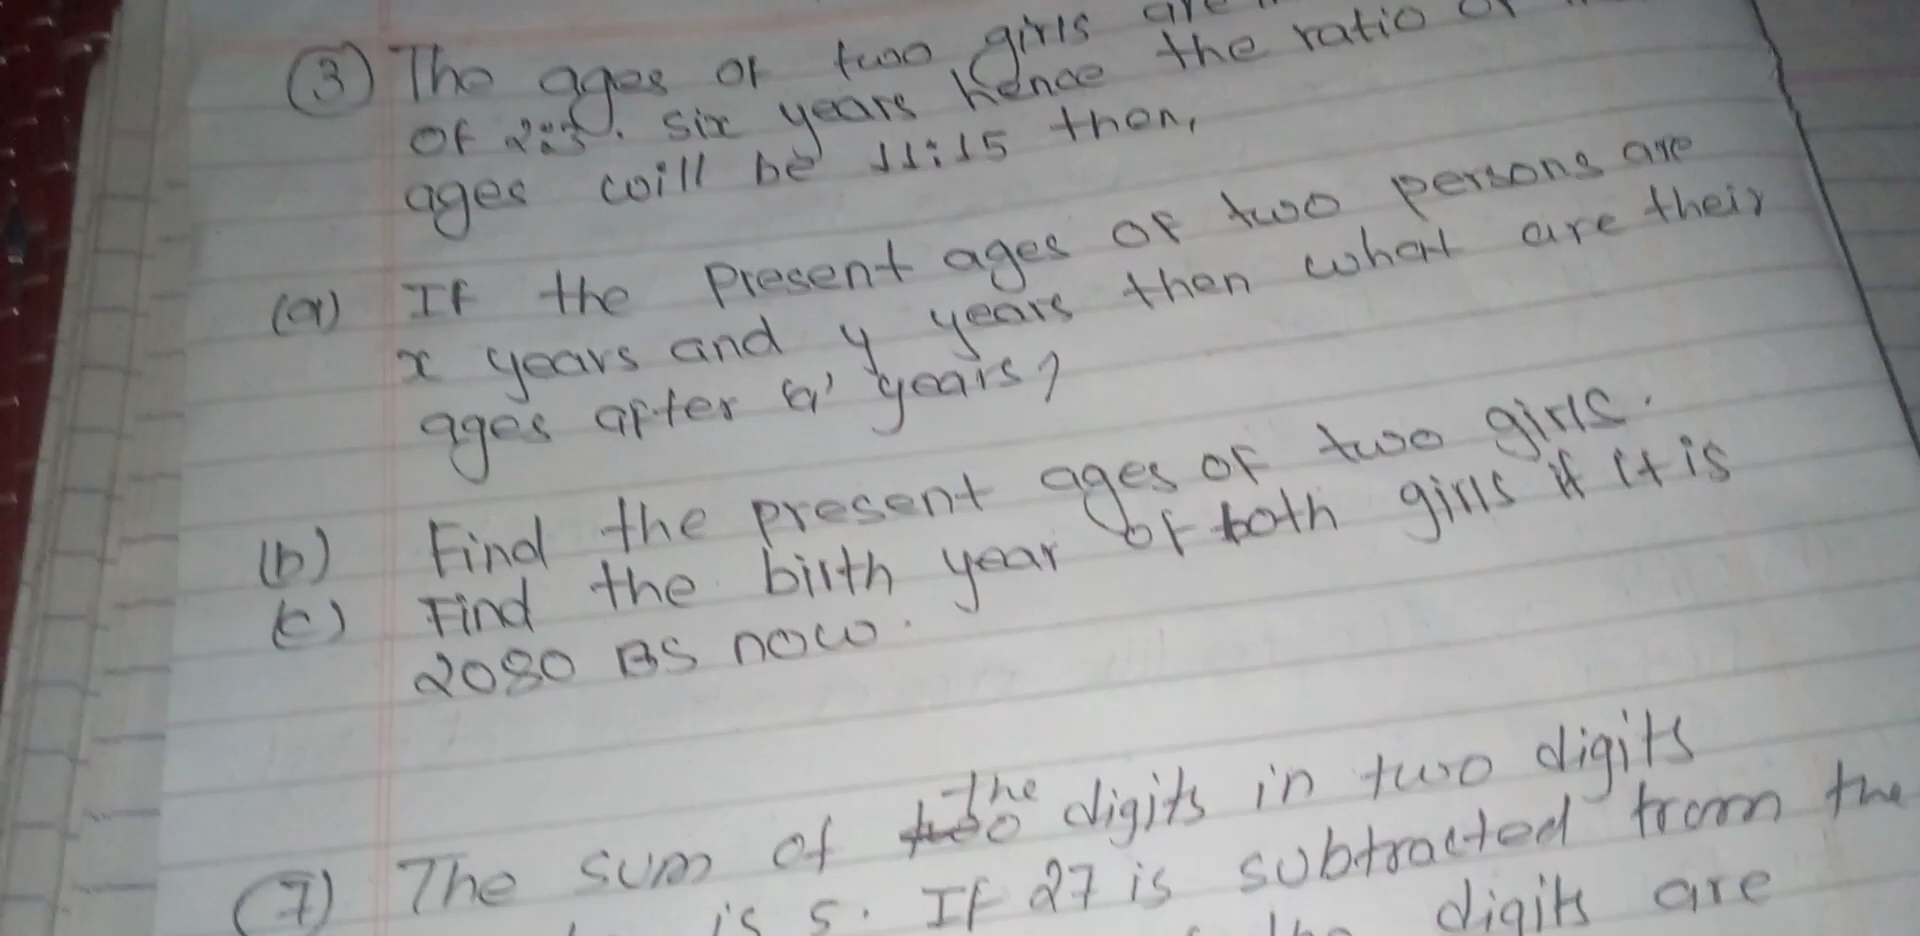 (3) The ages of two girls are
of 2:3. six years hence the ratio of
ages will be 11:15 then,
(a) If the present ages of two persons are
x years and y years then what are their
ages after 'a' years?
(b) Find the present ages of two girls.
(c) Find the birth year of both girls if it is
2080 BS now.
(7) The sum of the digits in two digits
is 5. If 27 is subtracted from the
digits are